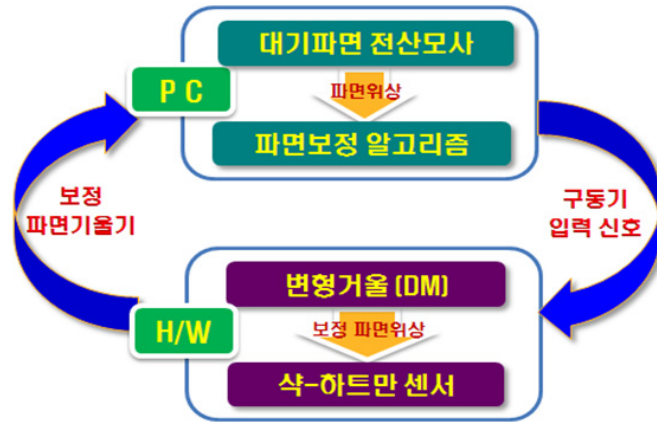 대기파면 전산모사
P C
파면위상
파면보정 알고리즘
보정
파면기울기
구동기
입력 신호
변형거울 (DM)
H/W
보정 파면위상
샥-하트만 센서